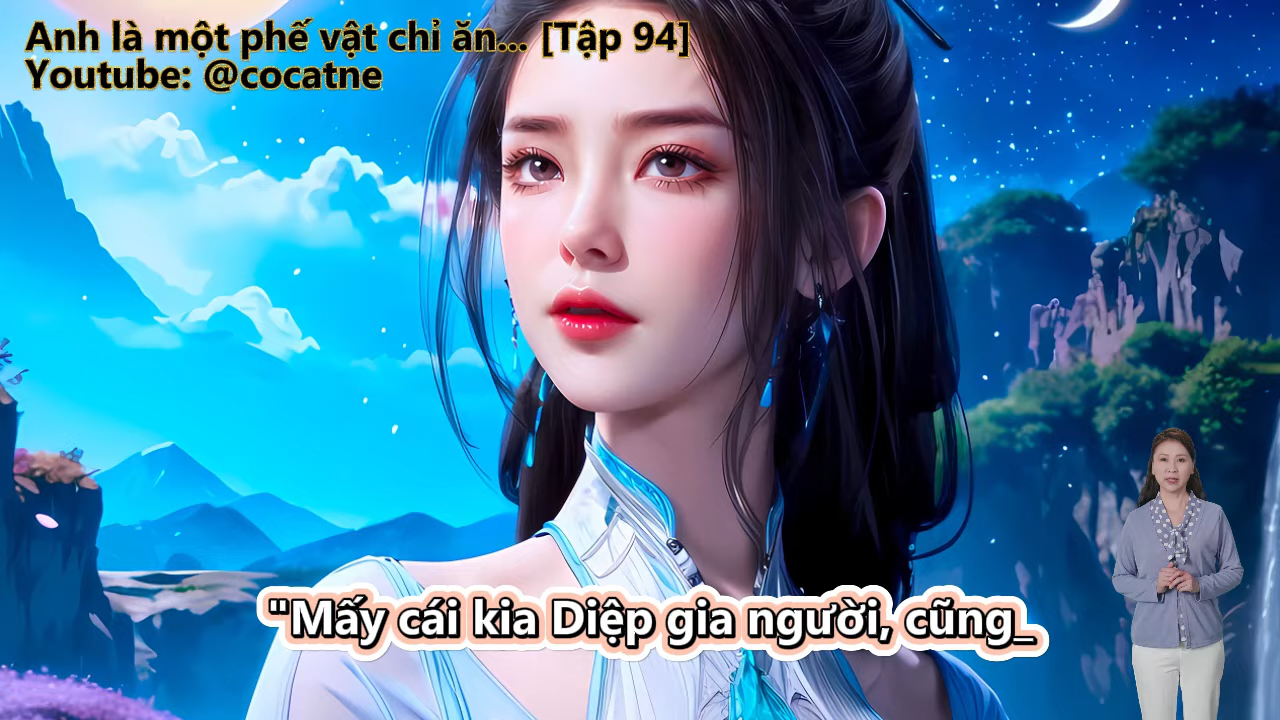 Anh là một phế vật chỉ ăn... [Tập 94]
Youtube: @cocatne
"Mấy cái kia Diệp gia người, cũng_